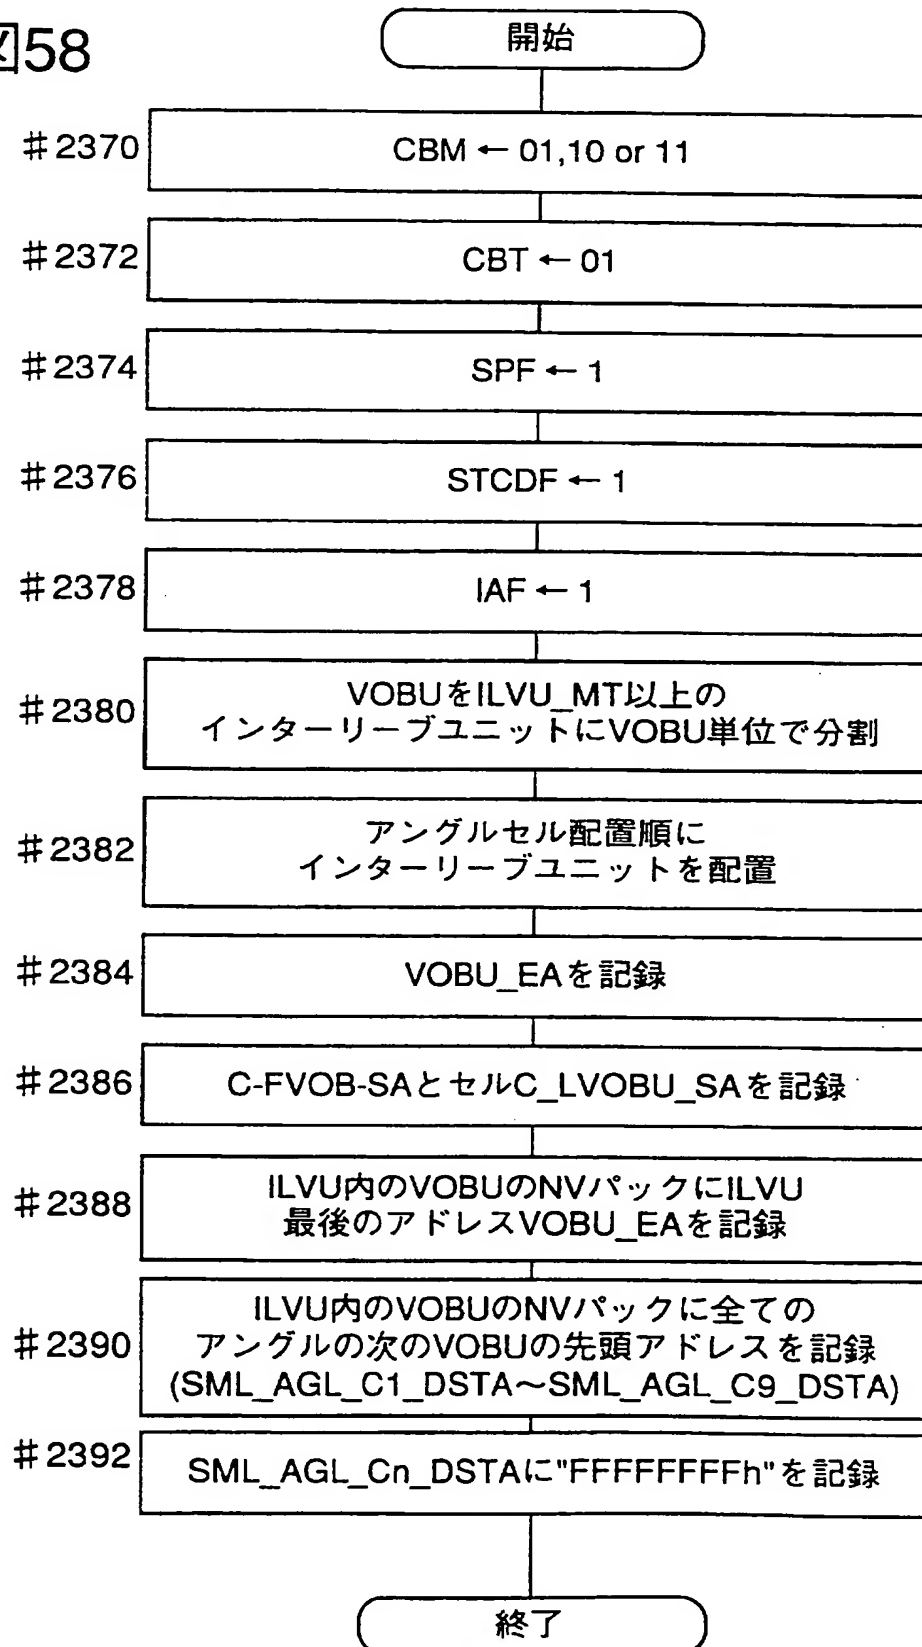 図58
開始
#2370
CBM ← 01,10 or 11
#2372
CBT ← 01
#2374
SPF ← 1
#2376
STCDF ← 1
#2378
IAF ← 1
#2380
VOBUをILVU_MT以上の
インターリーブユニットにVOBU単位で分割
#2382
アングルセル配置順に
インターリーブユニットを配置
#2384
VOBU_EAを記録
#2386
C-FVOB-SAとセルC_LVOBU_SAを記録
#2388
ILVU内のVOBUのNVパックにILVU
最後のアドレスVOBU_EAを記録
#2390
ILVU内のVOBUのNVパックに全ての
アングルの次のVOBUの先頭アドレスを記録
(SML_AGL_C1_DSTA～SML_AGL_C9_DSTA)
#2392
SML_AGL_Cn_DSTAに"FFFFFFFFh"を記録
終了